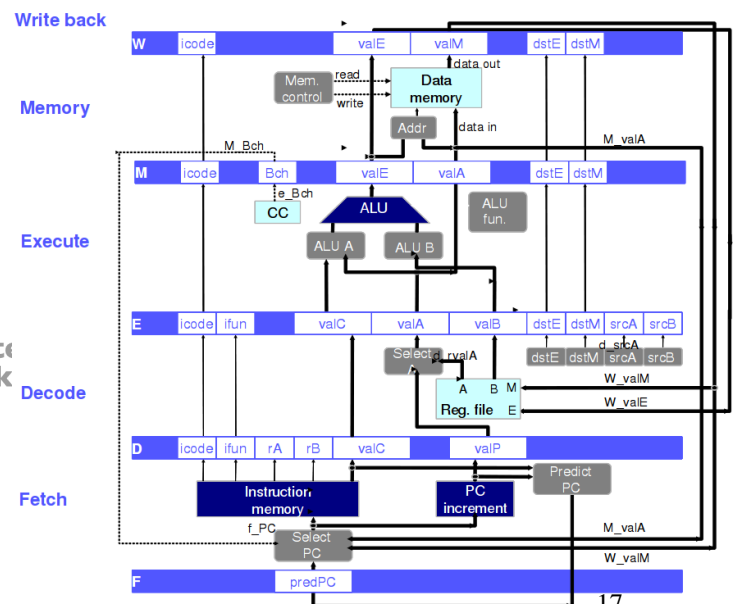 Write back
W icode valE valM dstE dstM
data out
Mem. control
read
write
Data memory
Memory
Addr
data in
M_Bch
M_valA
M icode Bch valE valA dstE dstM
e_Bch
CC
ALU
ALU fun.
Execute
ALU A
ALU B
E icode ifun valC valA valB dstE dstM srcA srcB
Select
d_rvalA
d_srcA
dstE dstM srcA srcB
Decode
A B M
Reg. file E
W_valM
W_valE
D icode ifun rA rB valC valP
Predict PC
Fetch
Instruction memory
PC increment
f_PC
Select PC
M_valA
W_valM
F predPC
17